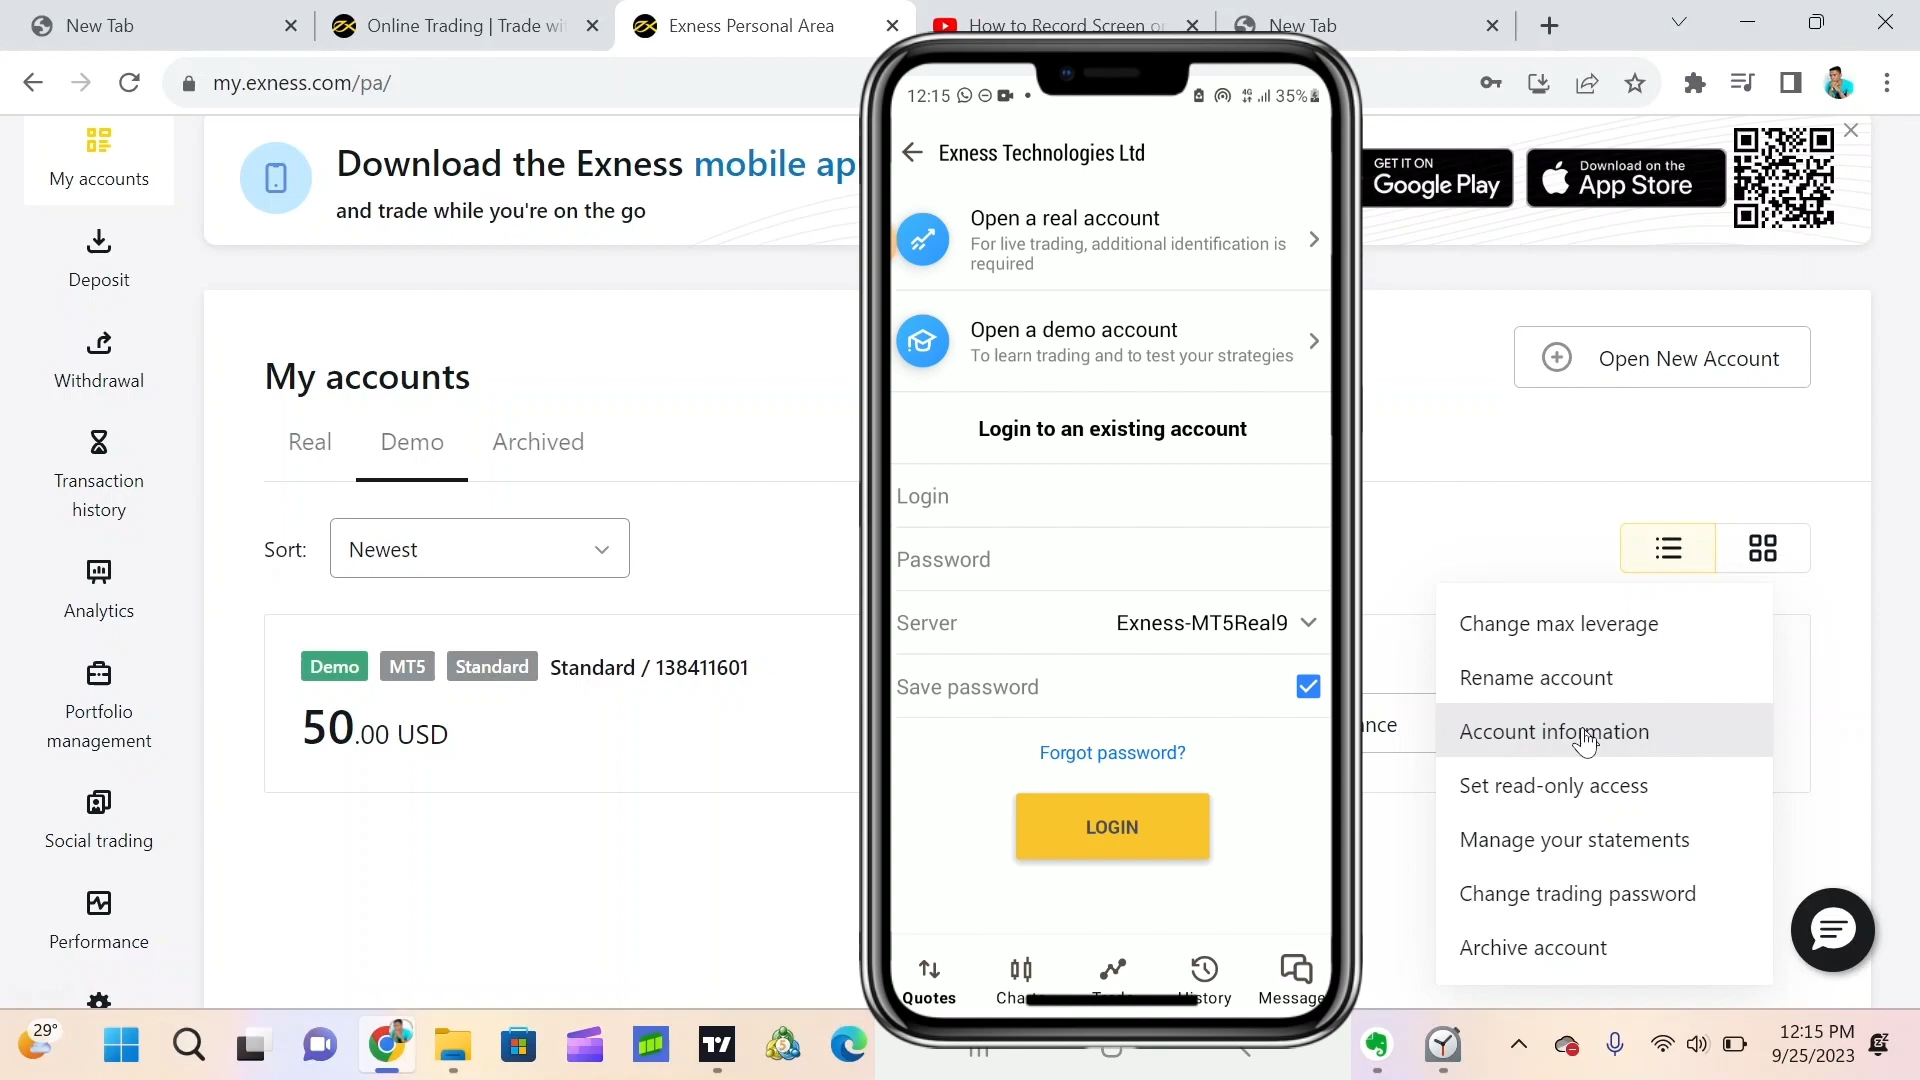 New Tab
Online Trading | Trade wit
Exness Personal Area
How to Record Screen or
New Tab
my.exness.com/pa/
My accounts
Deposit
Withdrawal
Transaction
history
Analytics
Portfolio
management
Social trading
Performance
Download the Exness mobile ap
and trade while you're on the go
GET IT ON
Google Play
Download on the
App Store
My accounts
Open New Account
Real
Demo
Archived
Sort:
Newest
Demo
MT5
Standard
Standard / 138411601
50.00 USD
12:15
4G
35%
Exness Technologies Ltd
Open a real account
For live trading, additional identification is
required
Open a demo account
To learn trading and to test your strategies
Login to an existing account
Login
Password
Server
Exness-MT5Real9
Save password
Forgot password?
LOGIN
Quotes
Message
Change max leverage
Rename account
Account information
Set read-only access
Manage your statements
Change trading password
Archive account
29°
12:15 PM
9/25/2023